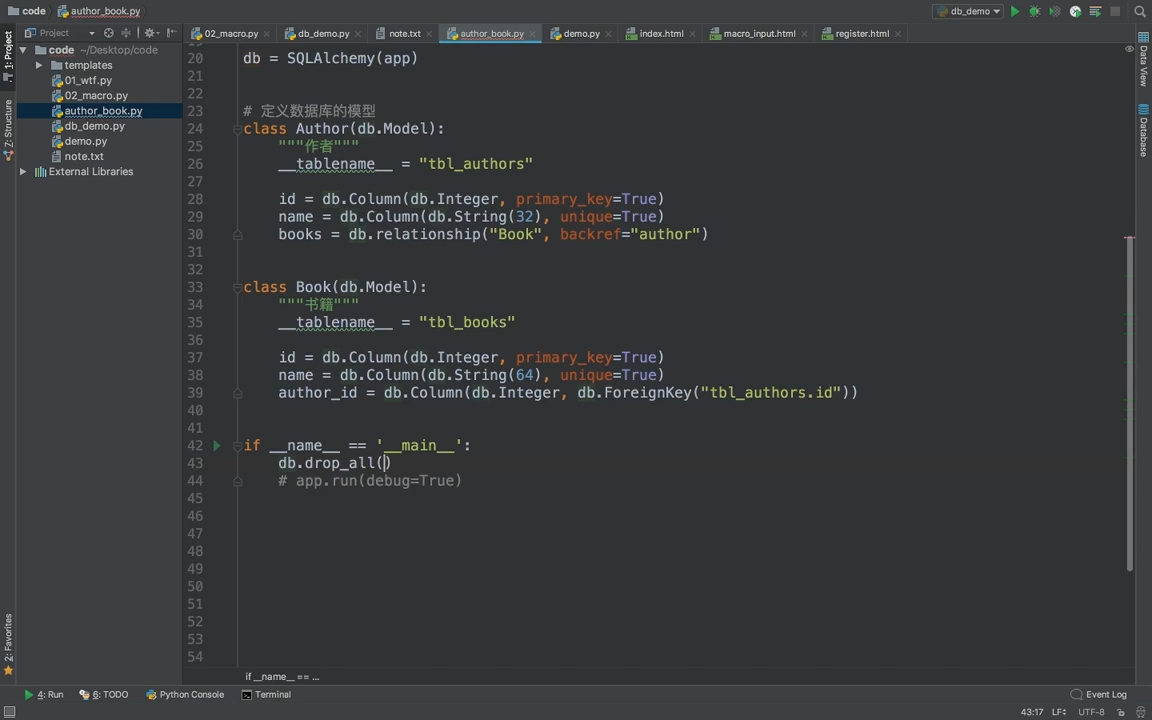 code author_book.py db_demo
Project 02_macro.py db_demo.py note.txt author_book.py demo.py index.html macro_input.html register.html
code ~/Desktop/code
templates
01_wtf.py
02_macro.py
author_book.py
db_demo.py
demo.py
note.txt
External Libraries
1: Project
7: Structure
2: Favorites
Data View
Database
20 db = SQLAlchemy(app)
21
22
23 # 定义数据库的模型
24 class Author(db.Model):
25 """作者"""
26 __tablename__ = "tbl_authors"
27
28 id = db.Column(db.Integer, primary_key=True)
29 name = db.Column(db.String(32), unique=True)
30 books = db.relationship("Book", backref="author")
31
32
33 class Book(db.Model):
34 """书籍"""
35 __tablename__ = "tbl_books"
36
37 id = db.Column(db.Integer, primary_key=True)
38 name = db.Column(db.String(64), unique=True)
39 author_id = db.Column(db.Integer, db.ForeignKey("tbl_authors.id"))
40
41
42 if __name__ == '__main__':
43 db.drop_all()
44 # app.run(debug=True)
45
46
47
48
49
50
51
52
53
54
if __name__ == ...
4: Run 6: TODO Python Console Terminal Event Log
43:17 LF UTF-8